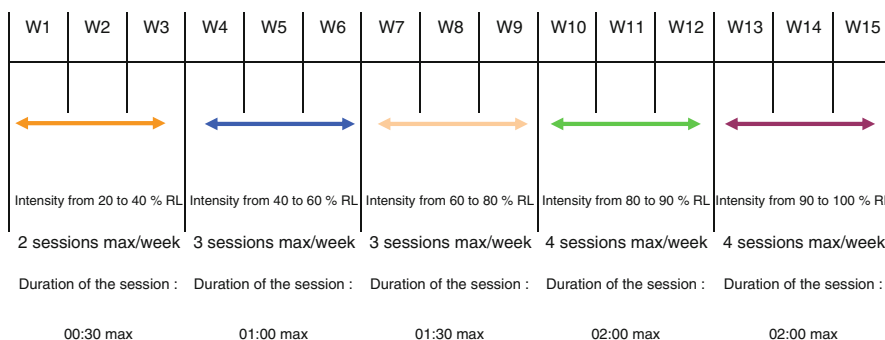 W1 W2 W3 W4 W5 W6 W7 W8 W9 W10 W11 W12 W13 W14 W15
Intensity from 20 to 40 % RL Intensity from 40 to 60 % RL Intensity from 60 to 80 % RL Intensity from 80 to 90 % RL Intensity from 90 to 100 % RL
2 sessions max/week 3 sessions max/week 3 sessions max/week 4 sessions max/week 4 sessions max/week
Duration of the session : Duration of the session : Duration of the session : Duration of the session : Duration of the session :
00:30 max 01:00 max 01:30 max 02:00 max 02:00 max